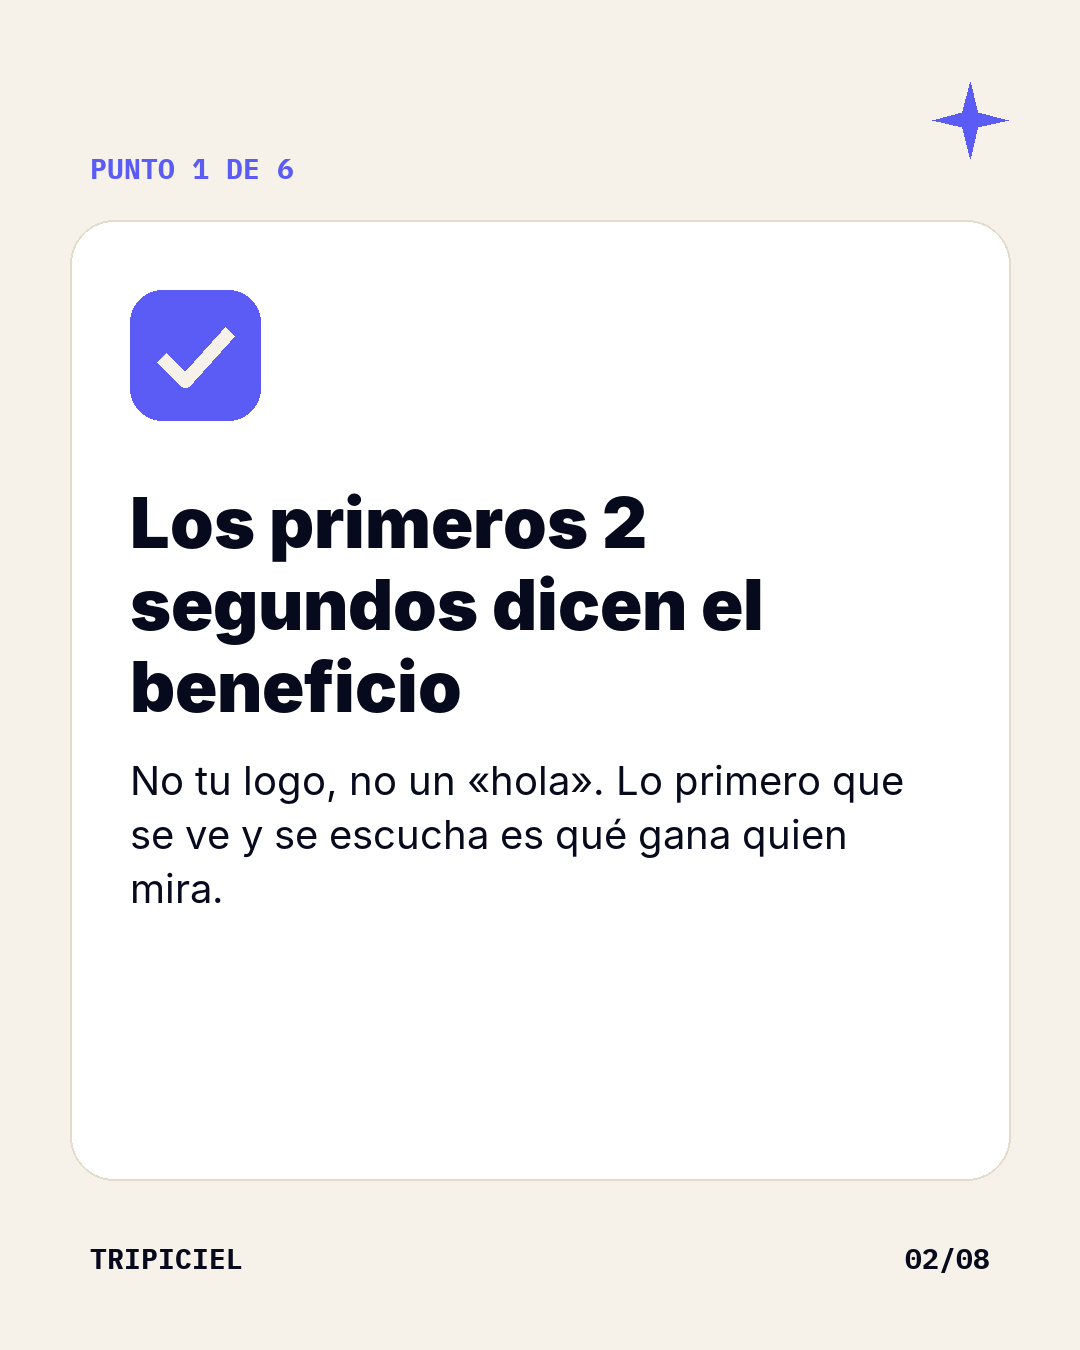 PUNTO 1 DE 6
Los primeros 2
segundos dicen el
beneficio
No tu logo, no un «hola». Lo primero que
se ve y se escucha es qué gana quien
mira.
TRIPICIEL
02/08